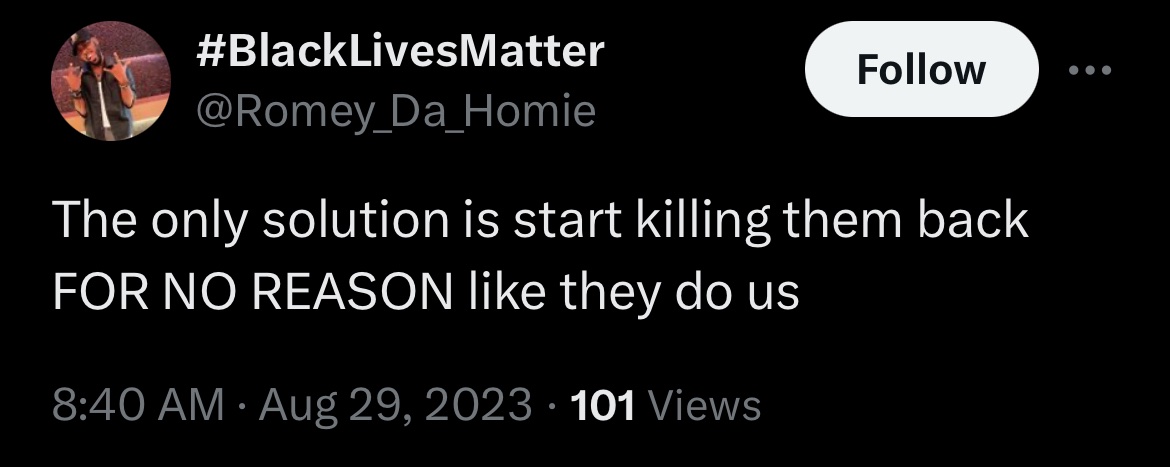 #BlackLivesMatter
@Romey_Da_Homie
Follow
The only solution is start killing them back
FOR NO REASON like they do us
8:40 AM · Aug 29, 2023 · 101 Views